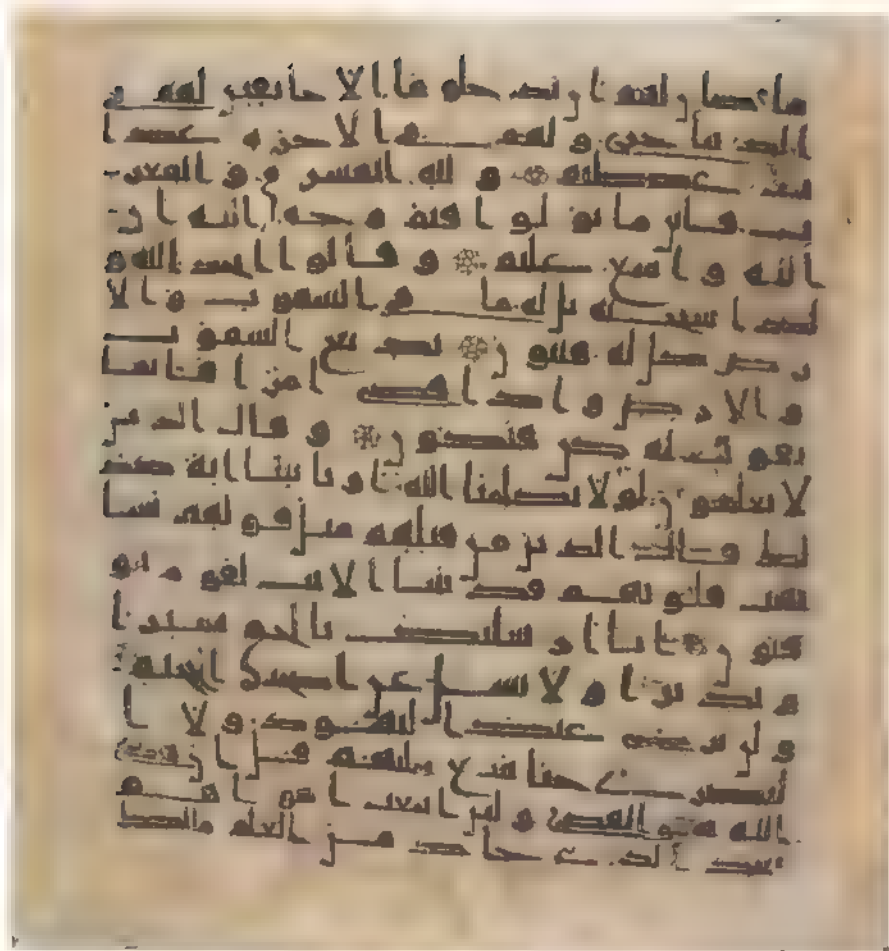 ما كان لهم ان يدخلوها الا خائفين لهم في
الدنيا خزي ولهم في الاخرة عذا
ب عظيم ولله المشرق والمغر
ب فاينما تولوا فثم وجه الله ان
الله واسع عليم وقالوا اتخذ الله و
لدا سبحنه بل له ما في السموت والا
رض كل له قنتون بديع السموت
والارض واذا قضى امرا فانما
يقول له كن فيكون وقال الذين
لا يعلمون لولا يكلمنا الله او تاتينا اية كذ
لك قال الذين من قبلهم مثل قولهم تشا
بهت قلوبهم قد بينا الايت لقوم يو
قنون انا ارسلنك بالحق بشيرا
ونذيرا ولا تسل عن اصحب الجحيم
ولن ترضى عنك اليهود ولا ا
لنصرى حتى تتبع ملتهم قل ان هدى
الله هو الهدى ولئن اتبعت اهواهم
بعد الذي جاك من العلم مالك